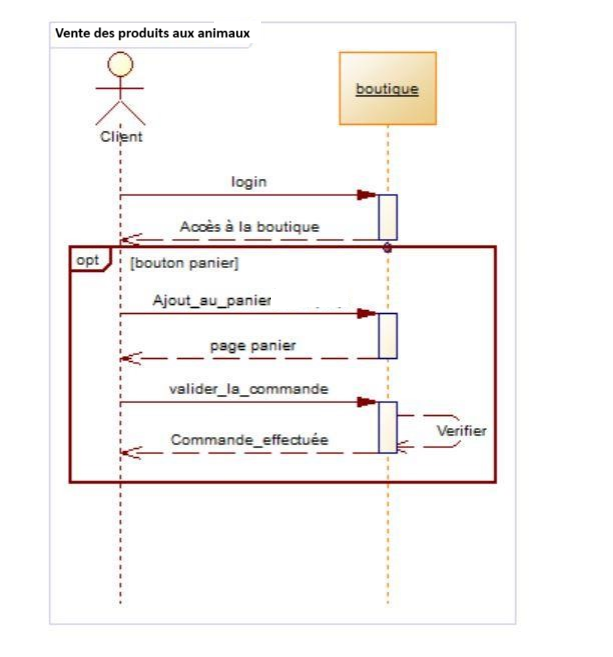 Vente des produits aux animaux
boutique
Client
login
Accès à la boutique
opt
[bouton panier]
Ajout_au_panier
page panier
valider_la_commande
Verifier
Commande_effectuée